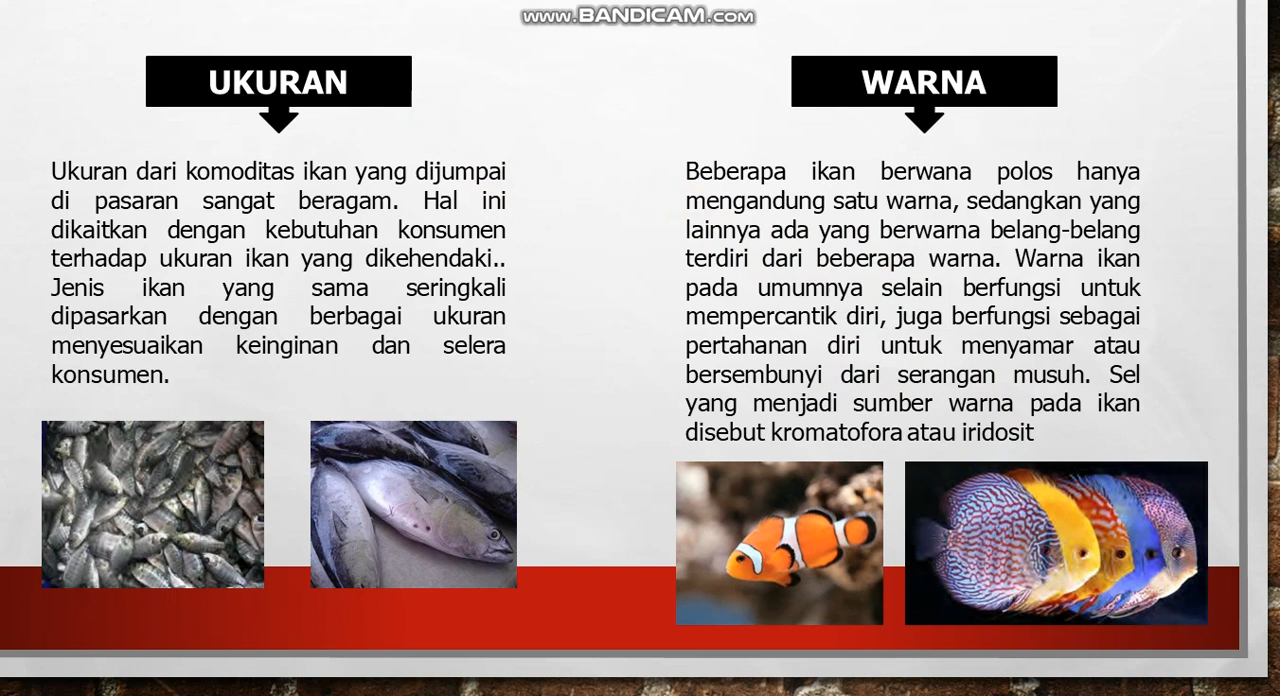 www.BANDICAM.com
UKURAN
Ukuran dari komoditas ikan yang dijumpai
di pasaran sangat beragam. Hal ini
dikaitkan dengan kebutuhan konsumen
terhadap ukuran ikan yang dikehendaki..
Jenis ikan yang sama seringkali
dipasarkan dengan berbagai ukuran
menyesuaikan keinginan dan selera
konsumen.
WARNA
Beberapa ikan berwana polos hanya
mengandung satu warna, sedangkan yang
lainnya ada yang berwarna belang-belang
terdiri dari beberapa warna. Warna ikan
pada umumnya selain berfungsi untuk
mempercantik diri, juga berfungsi sebagai
pertahanan diri untuk menyamar atau
bersembunyi dari serangan musuh. Sel
yang menjadi sumber warna pada ikan
disebut kromatofora atau iridosit